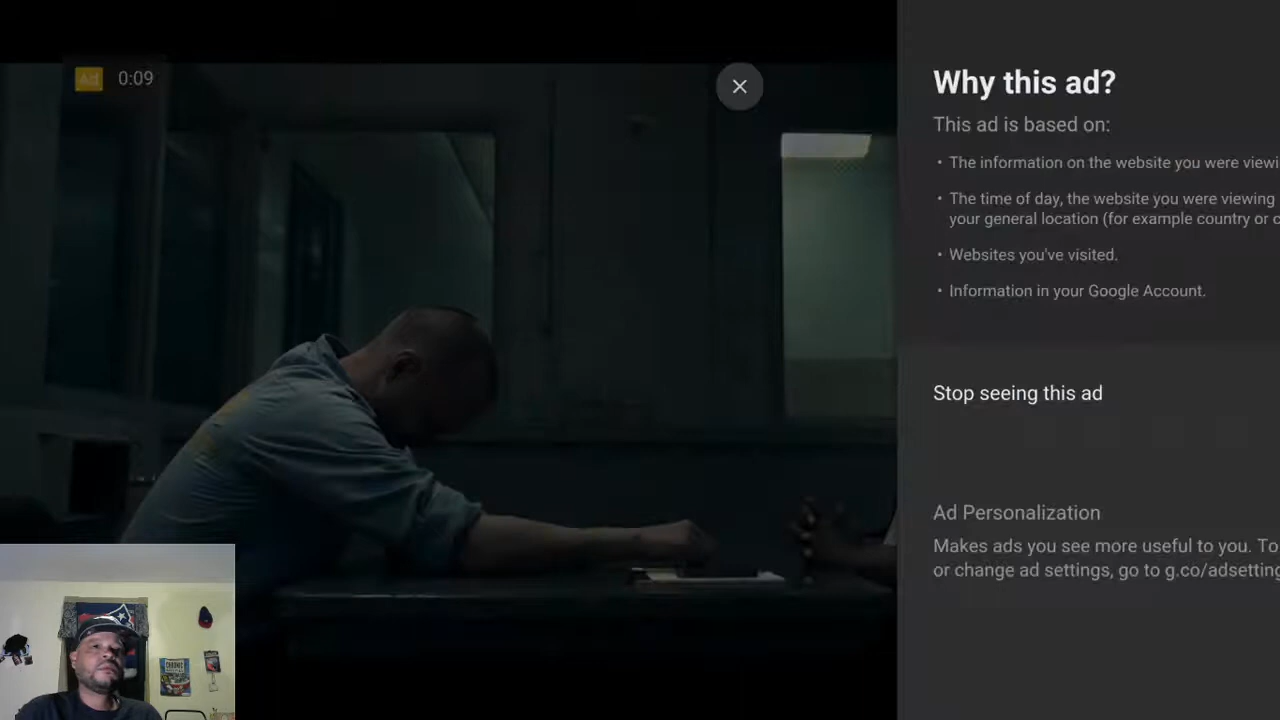 Ad 0:09
Why this ad?
This ad is based on:
• The information on the website you were viewi
• The time of day, the website you were viewing
your general location (for example country or c
• Websites you've visited.
• Information in your Google Account.
Stop seeing this ad
Ad Personalization
Makes ads you see more useful to you. To
or change ad settings, go to g.co/adsetting
CHRONIC